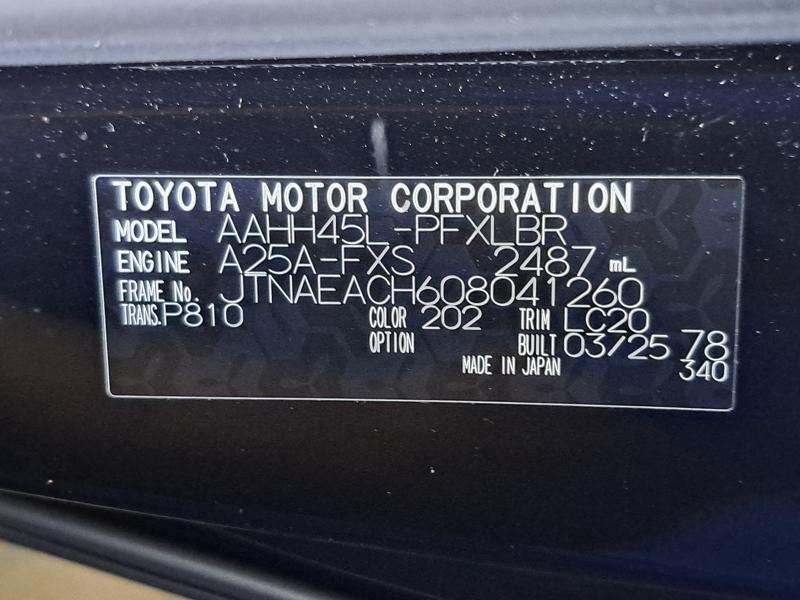 TOYOTA MOTOR CORPORATION
MODEL AAHH45L-PFXLBR
ENGINE A25A-FXS 2487 mL
FRAME No. JTNAEACH608041260
TRANS. P810 COLOR 202 TRIM LC20
OPTION BUILT 03/25 78
MADE IN JAPAN 340